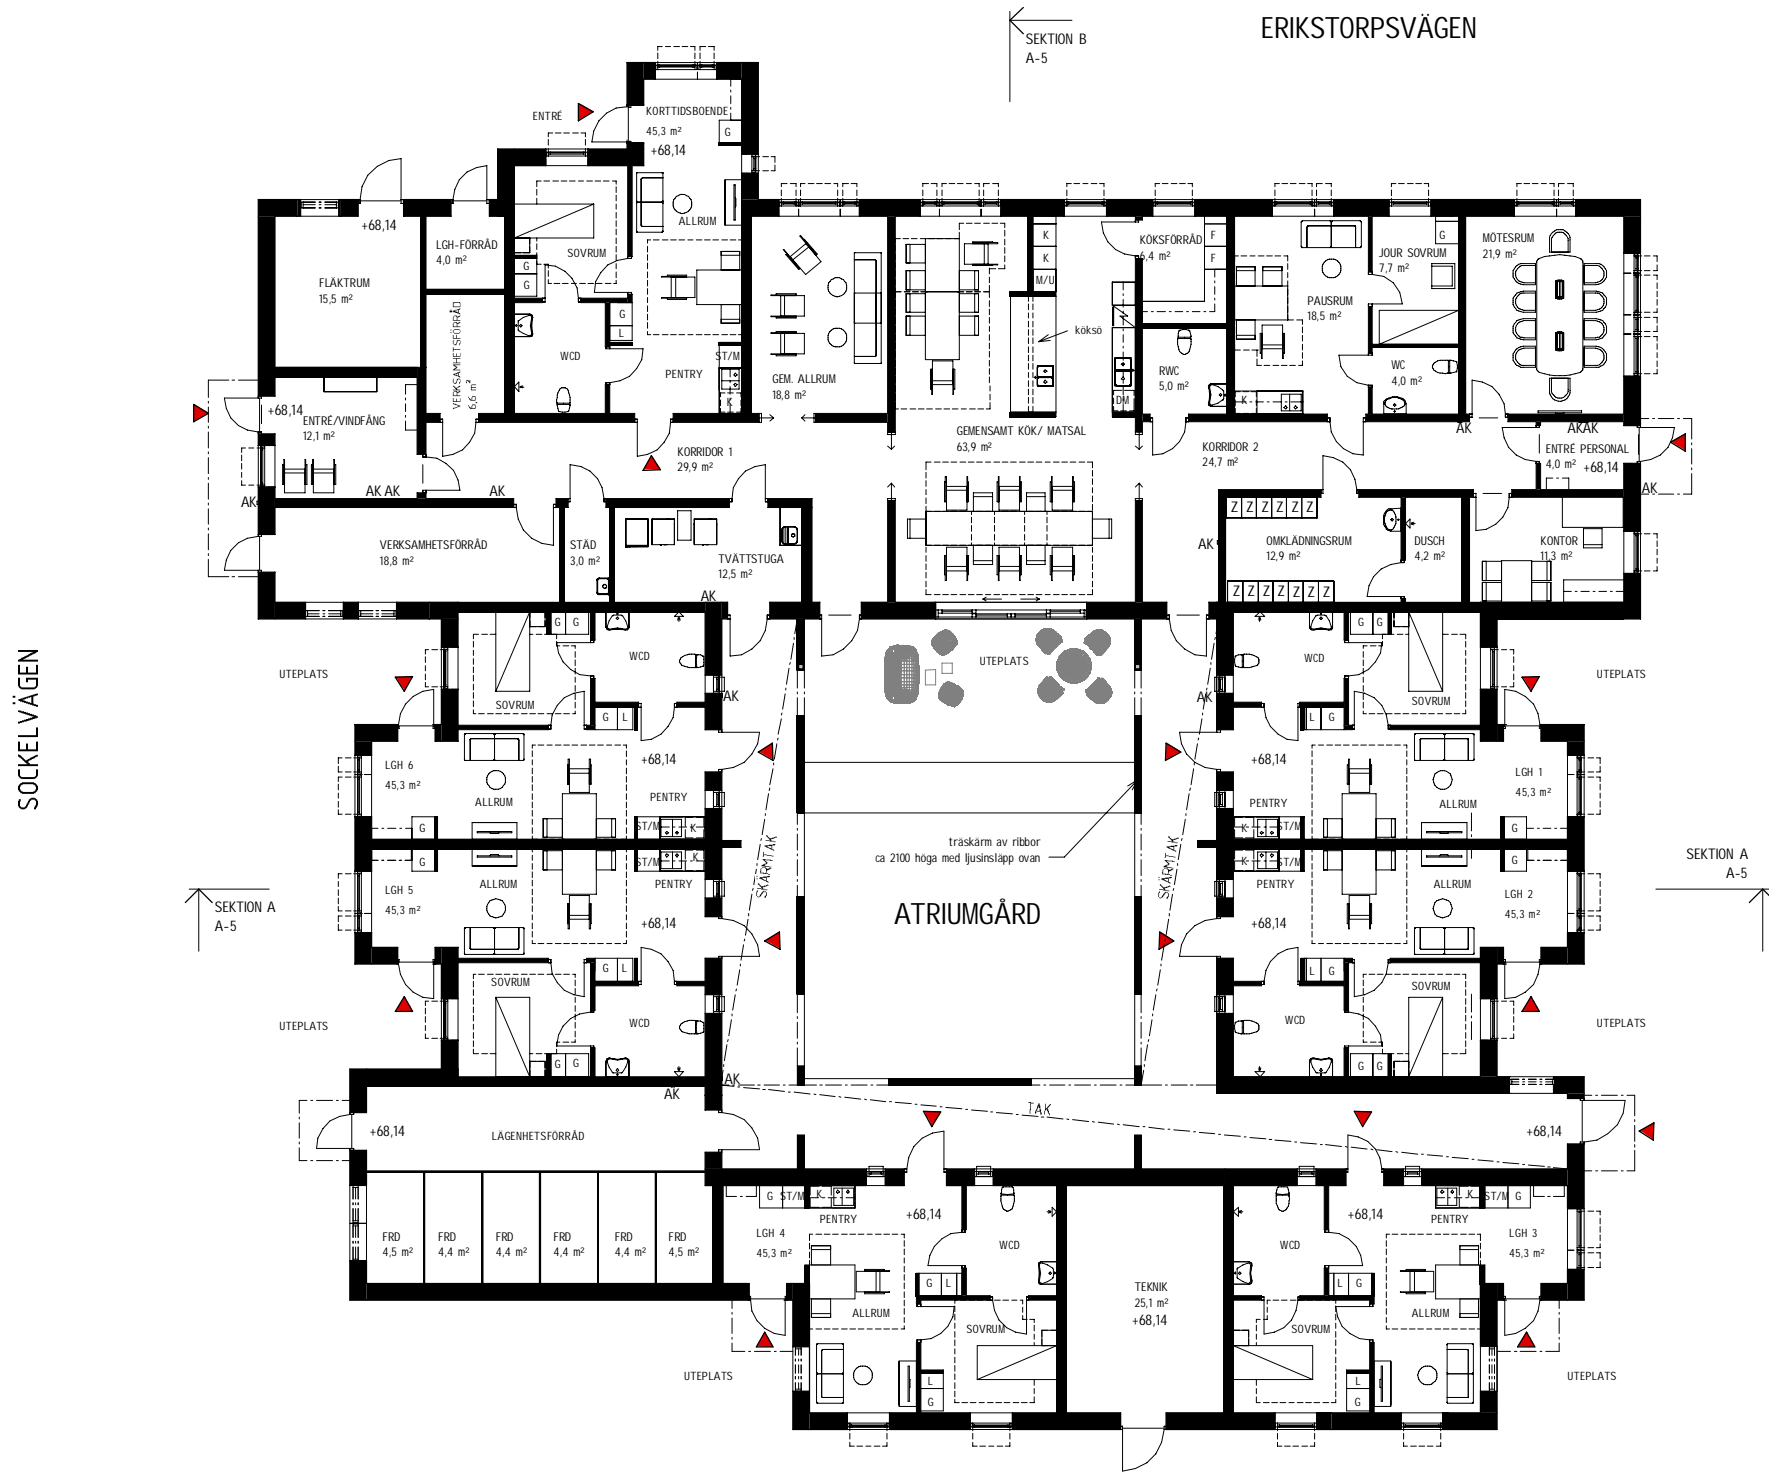 ERIKSTORPSVÄGEN
SEKTION B
A-5
ENTRÉ
KORTTIDSBOENDE
45,3 m²
G
+68,14
ALLRUM
SOVRUM
G
G
G
L
WCD
PENTRY
ST/M
K
+68,14
FLÄKTRUM
15,5 m²
LGH-FÖRRÅD
4,0 m²
VERKSAMHETSFÖRRÅD
6,6 m²
+68,14
ENTRÉ/VINDFÅNG
12,1 m²
AK
AK AK
AK
GEM. ALLRUM
18,8 m²
K
K
M/U
köksö
DM
KÖKSFÖRRÅD
6,4 m²
F
F
RWC
5,0 m²
PAUSRUM
18,5 m²
K
G
JOUR SOVRUM
7,7 m²
WC
4,0 m²
MÖTESRUM
21,9 m²
GEMENSAMT KÖK/ MATSAL
63,9 m²
KORRIDOR 1
29,9 m²
KORRIDOR 2
24,7 m²
AK
AKAK
ENTRÉ PERSONAL
4,0 m²
+68,14
AK
VERKSAMHETSFÖRRÅD
18,8 m²
STÄD
3,0 m²
TVÄTTSTUGA
12,5 m²
AK
AK
Z Z Z Z Z Z
OMKLÄDNINGSRUM
12,9 m²
Z Z Z Z Z Z Z
DUSCH
4,2 m²
KONTOR
11,3 m²
SOCKELVÄGEN
UTEPLATS
G G
WCD
SOVRUM
AK
G L
+68,14
LGH 6
45,3 m²
ALLRUM
PENTRY
G
ST/M
K
UTEPLATS
AK
WCD
G G
SOVRUM
UTEPLATS
L G
+68,14
LGH 1
45,3 m²
PENTRY
ALLRUM
K
ST/M
G
träskärm av ribbor
ca 2100 höga med ljusinsläpp ovan
SKÄRMTAK
SKÄRMTAK
ATRIUMGÅRD
SEKTION A
A-5
SEKTION A
A-5
G
LGH 5
45,3 m²
ALLRUM
ST/M
K
PENTRY
+68,14
G L
SOVRUM
WCD
G G
UTEPLATS
K
ST/M
G
PENTRY
ALLRUM
LGH 2
45,3 m²
+68,14
L G
SOVRUM
WCD
G G
UTEPLATS
AK
AK
+68,14
LÄGENHETSFÖRRÅD
TAK
+68,14
FRD
4,5 m²
FRD
4,4 m²
FRD
4,4 m²
FRD
4,4 m²
FRD
4,4 m²
FRD
4,5 m²
G ST/M K
PENTRY
+68,14
LGH 4
45,3 m²
WCD
G L
ALLRUM
SOVRUM
L
G
UTEPLATS
TEKNIK
25,1 m²
+68,14
K ST/M G
PENTRY
+68,14
LGH 3
45,3 m²
WCD
L G
ALLRUM
SOVRUM
L
G
UTEPLATS